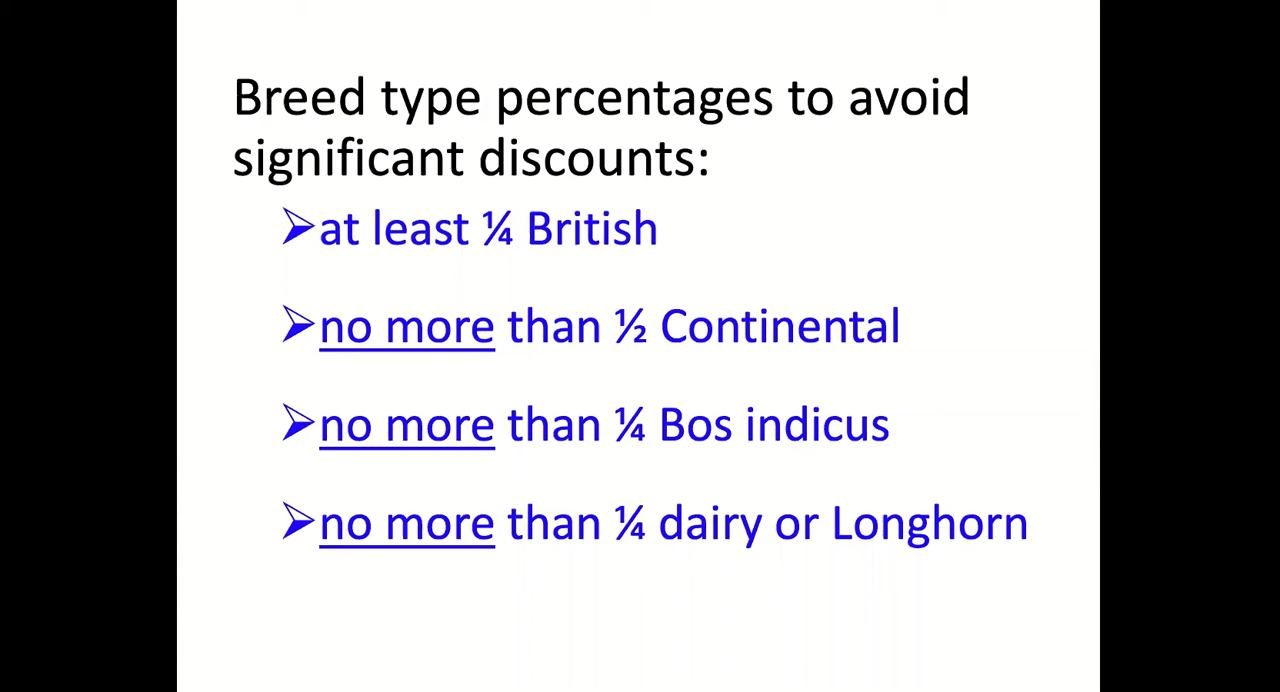 Breed type percentages to avoid
significant discounts:
➢at least ¼ British
➢no more than ½ Continental
➢no more than ¼ Bos indicus
➢no more than ¼ dairy or Longhorn